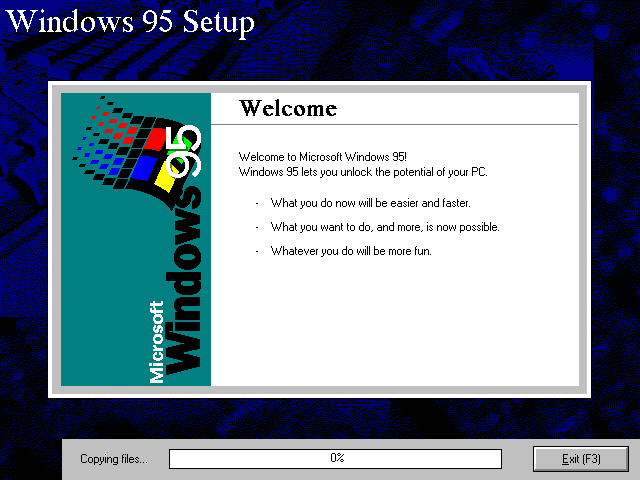 Windows 95 Setup
Microsoft
Windows 95
Welcome
Welcome to Microsoft Windows 95!
Windows 95 lets you unlock the potential of your PC.
- What you do now will be easier and faster.
- What you want to do, and more, is now possible.
- Whatever you do will be more fun.
Copying files...
0%
Exit (F3)